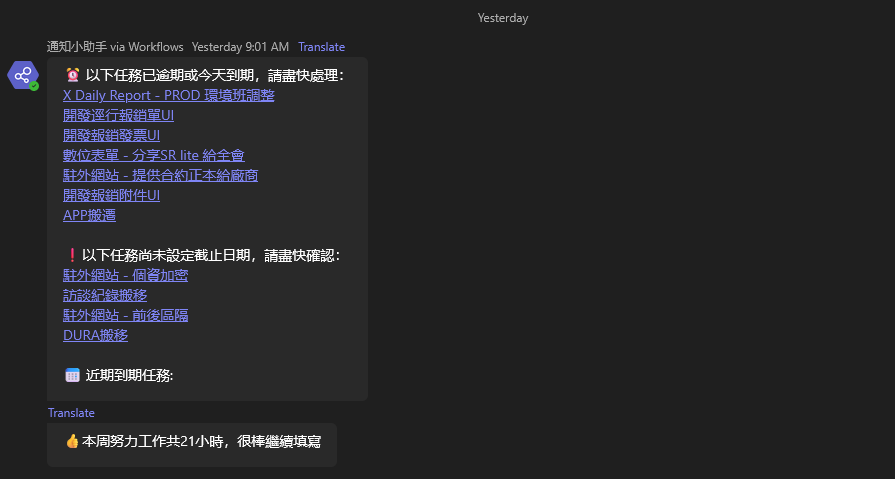 Yesterday
通知小助手 via Workflows Yesterday 9:01 AM Translate
⏰ 以下任務已逾期或今天到期，請盡快處理：
X Daily Report - PROD 環境班調整
開發逕行報銷單UI
開發報銷發票UI
數位表單 - 分享SR lite 給全會
駐外網站 - 提供合約正本給廠商
開發報銷附件UI
APP搬遷
❗以下任務尚未設定截止日期，請盡快確認：
駐外網站 - 個資加密
訪談紀錄搬移
駐外網站 - 前後區隔
DURA搬移
📅 近期到期任務:
Translate
👍本周努力工作共21小時，很棒繼續填寫